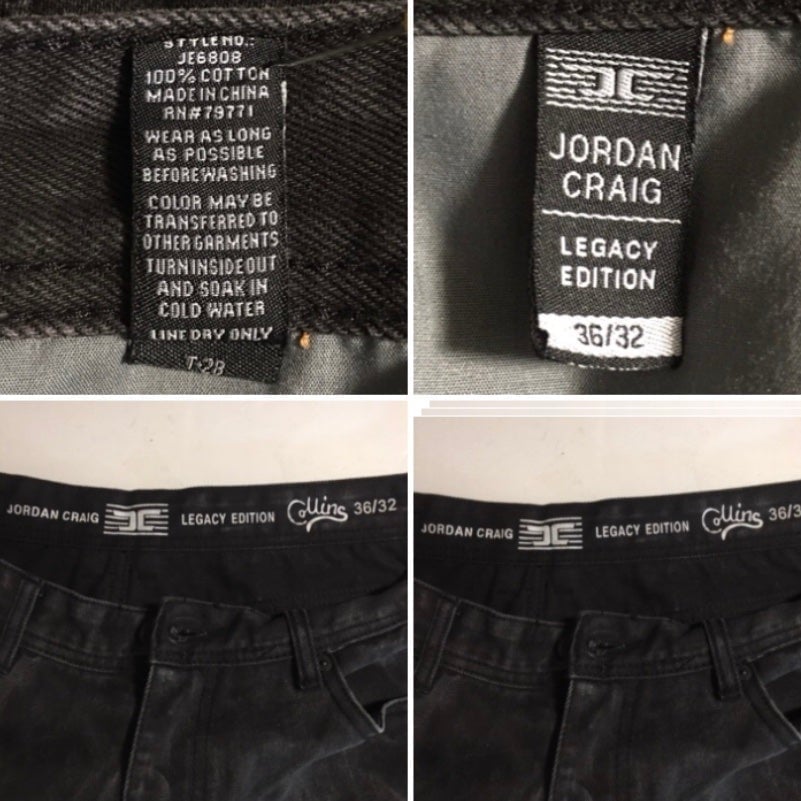 STYLE NO.:
JE6808
100% COTTON
MADE IN CHINA
RN#79771
WEAR AS LONG
AS POSSIBLE
BEFORE WASHING
COLOR MAY BE
TRANSFERRED TO
OTHER GARMENTS
TURN INSIDE OUT
AND SOAK IN
COLD WATER
LINE DRY ONLY
T-28
JC
JORDAN
CRAIG
LEGACY
EDITION
36/32
JORDAN CRAIG JC LEGACY EDITION Collins 36/32
JORDAN CRAIG JC LEGACY EDITION Collins 36/3